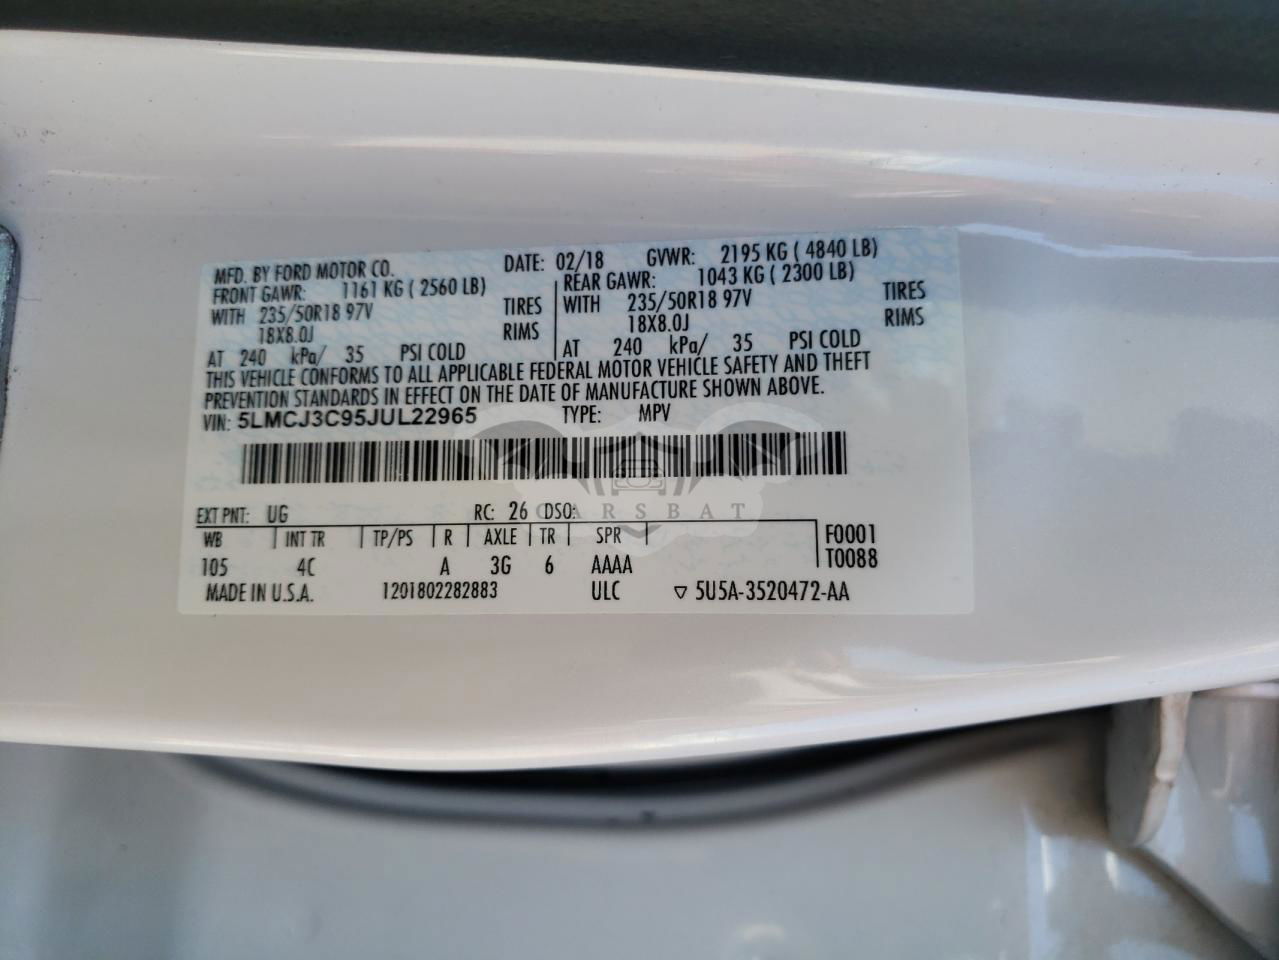 MFD. BY FORD MOTOR CO. DATE: 02/18 GVWR: 2195 KG ( 4840 LB)
FRONT GAWR: 1161 KG ( 2560 LB) REAR GAWR: 1043 KG ( 2300 LB)
WITH 235/50R18 97V TIRES WITH 235/50R18 97V TIRES
18X8.0J RIMS 18X8.0J RIMS
AT 240 kPa/ 35 PSI COLD AT 240 kPa/ 35 PSI COLD
THIS VEHICLE CONFORMS TO ALL APPLICABLE FEDERAL MOTOR VEHICLE SAFETY AND THEFT
PREVENTION STANDARDS IN EFFECT ON THE DATE OF MANUFACTURE SHOWN ABOVE.
VIN: 5LMCJ3C95JUL22965 TYPE: MPV
CARSBAT
EXT PNT: UG RC: 26 DSO:
WB INT TR TP/PS R AXLE TR SPR F0001
105 4C A 3G 6 AAAA T0088
MADE IN U.S.A. 1201802282883 ULC 5U5A-3520472-AA